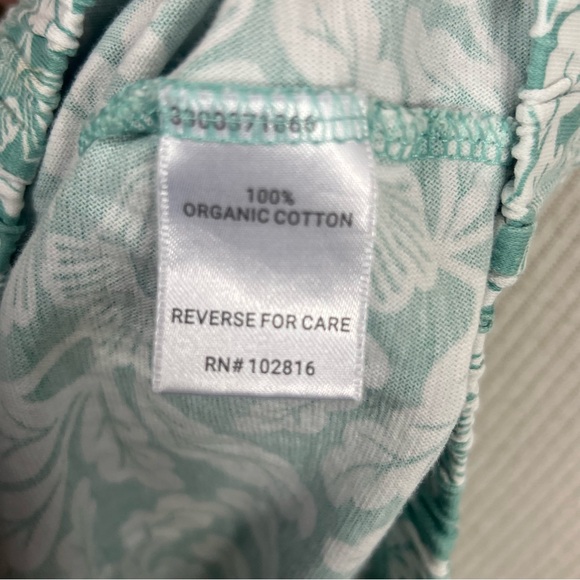 100%
ORGANIC COTTON
REVERSE FOR CARE
RN# 102816